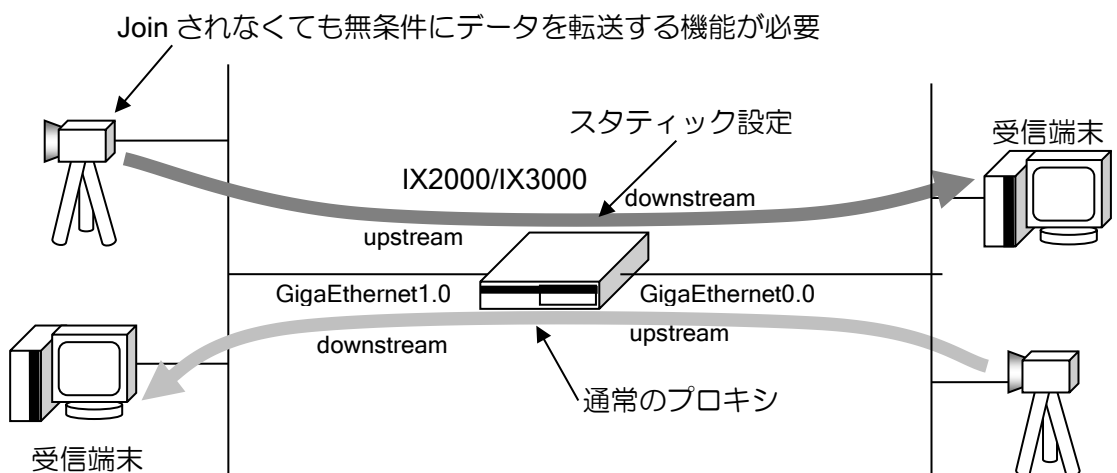 Join されなくても無条件にデータを転送する機能が必要
スタティック設定
受信端末
IX2000/IX3000
downstream
upstream
GigaEthernet1.0
GigaEthernet0.0
downstream
upstream
通常のプロキシ
受信端末